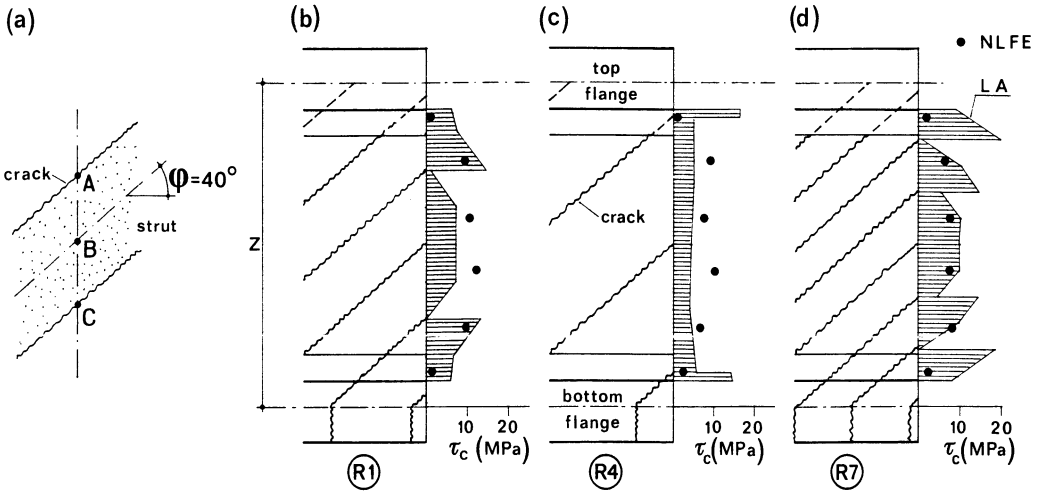 (a)
crack
A
φ=40°
B
strut
C
(b)
z
10 20
τc (MPa)
R1
(c)
top
flange
crack
bottom
flange
10 20
τc(MPa)
R4
(d)
NLFE
LA
10 20
τc(MPa)
R7